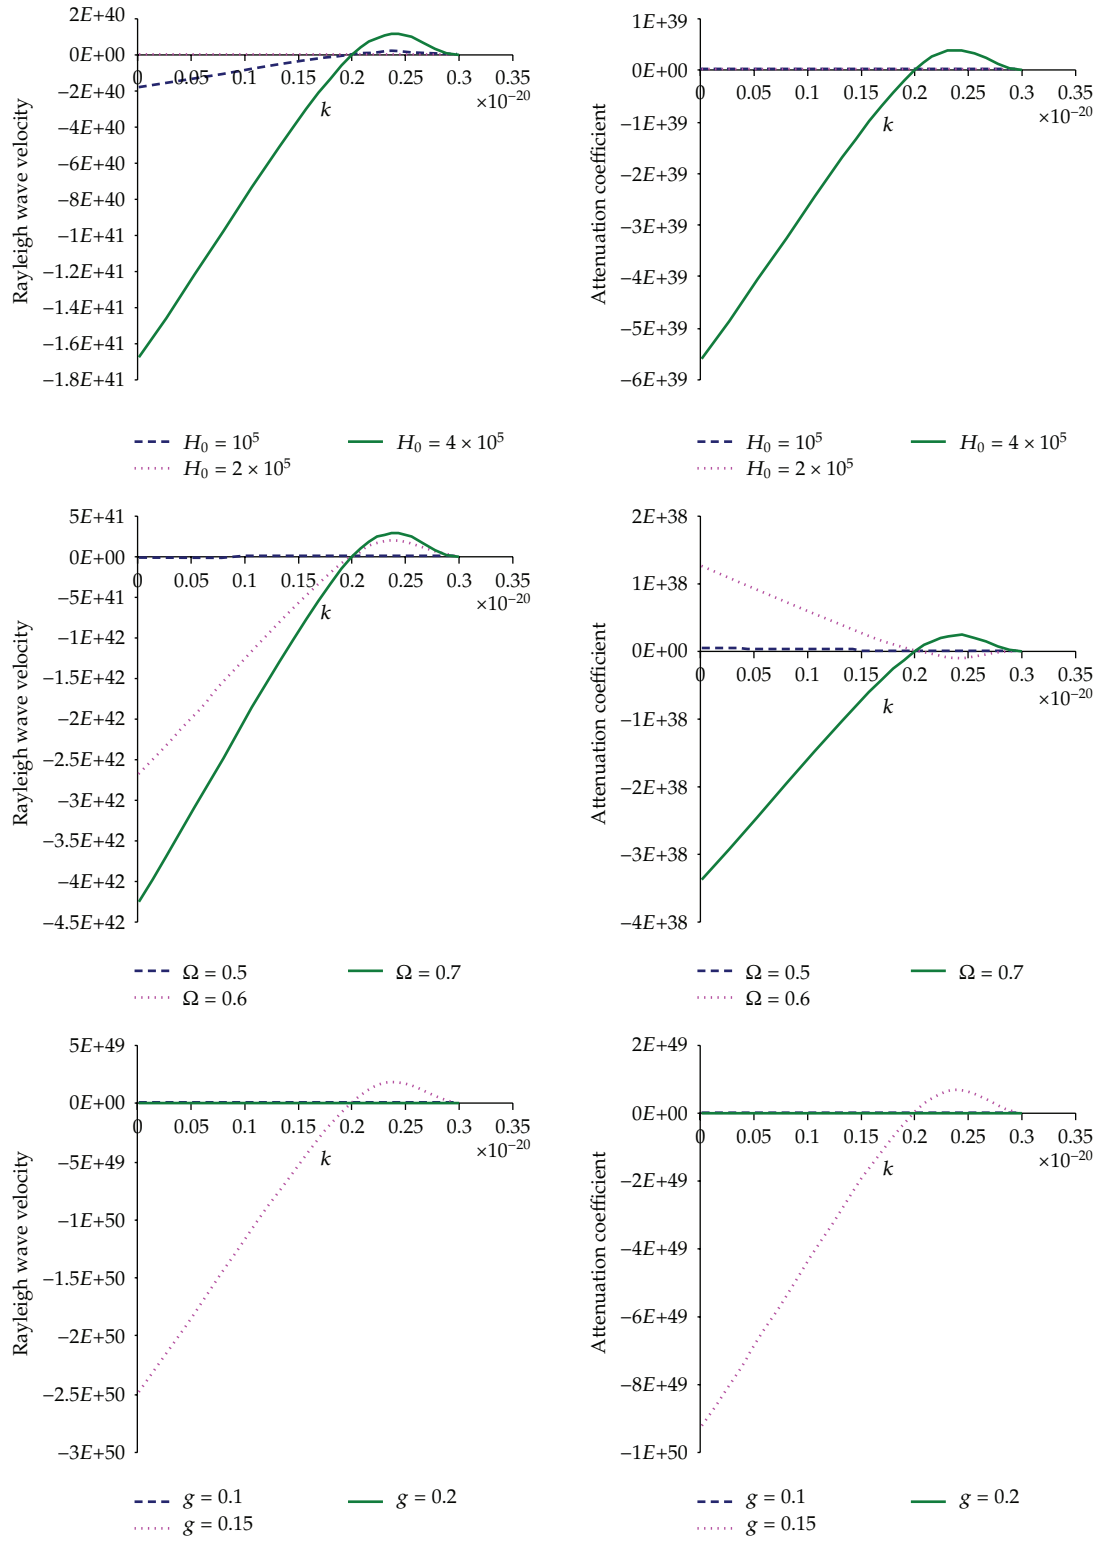 2E+40
0E+00
−2E+40
−4E+40
−6E+40
−8E+40
−1E+41
−1.2E+41
−1.4E+41
−1.6E+41
−1.8E+41
0 0.05 0.1 0.15 0.2 0.25 0.3 0.35
×10⁻²⁰
k
Rayleigh wave velocity
H₀ = 10⁵
H₀ = 2 × 10⁵
H₀ = 4 × 10⁵
1E+39
0E+00
−1E+39
−2E+39
−3E+39
−4E+39
−5E+39
−6E+39
0 0.05 0.1 0.15 0.2 0.25 0.3 0.35
×10⁻²⁰
k
Attenuation coefficient
H₀ = 10⁵
H₀ = 2 × 10⁵
H₀ = 4 × 10⁵
5E+41
0E+00
−5E+41
−1E+42
−1.5E+42
−2E+42
−2.5E+42
−3E+42
−3.5E+42
−4E+42
−4.5E+42
0 0.05 0.1 0.15 0.2 0.25 0.3 0.35
×10⁻²⁰
k
Rayleigh wave velocity
Ω = 0.5
Ω = 0.6
Ω = 0.7
2E+38
1E+38
0E+00
−1E+38
−2E+38
−3E+38
−4E+38
0 0.05 0.1 0.15 0.2 0.25 0.3 0.35
×10⁻²⁰
k
Attenuation coefficient
Ω = 0.5
Ω = 0.6
Ω = 0.7
5E+49
0E+00
−5E+49
−1E+50
−1.5E+50
−2E+50
−2.5E+50
−3E+50
0 0.05 0.1 0.15 0.2 0.25 0.3 0.35
×10⁻²⁰
k
Rayleigh wave velocity
g = 0.1
g = 0.15
g = 0.2
2E+49
0E+00
−2E+49
−4E+49
−6E+49
−8E+49
−1E+50
0 0.05 0.1 0.15 0.2 0.25 0.3 0.35
×10⁻²⁰
k
Attenuation coefficient
g = 0.1
g = 0.15
g = 0.2